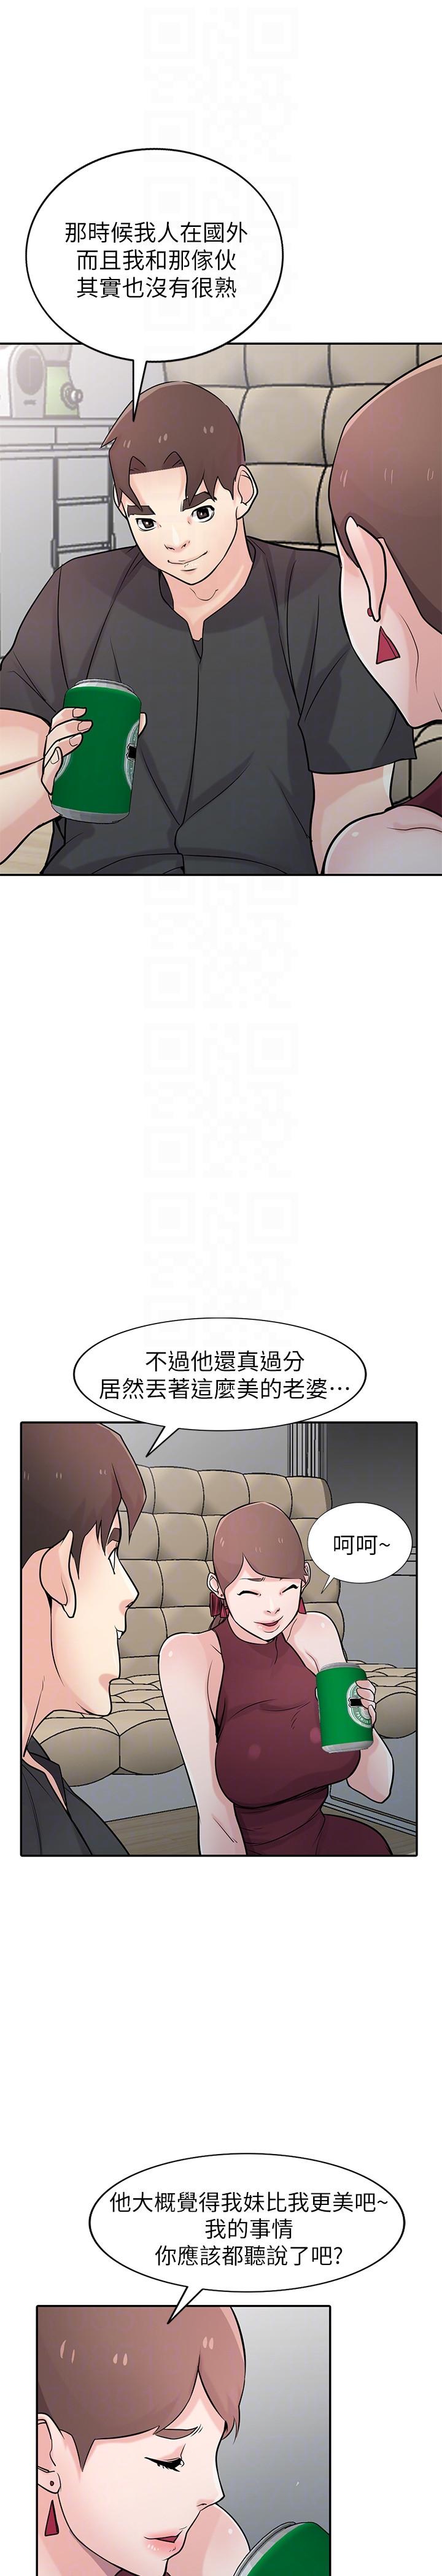 那時候我人在國外
而且我和那傢伙
其實也沒有很熟
不過他還真過分
居然丟著這麼美的老婆⋯
呵呵~
他大概覺得我妹比我更美吧~
我的事情
你應該都聽說了吧?